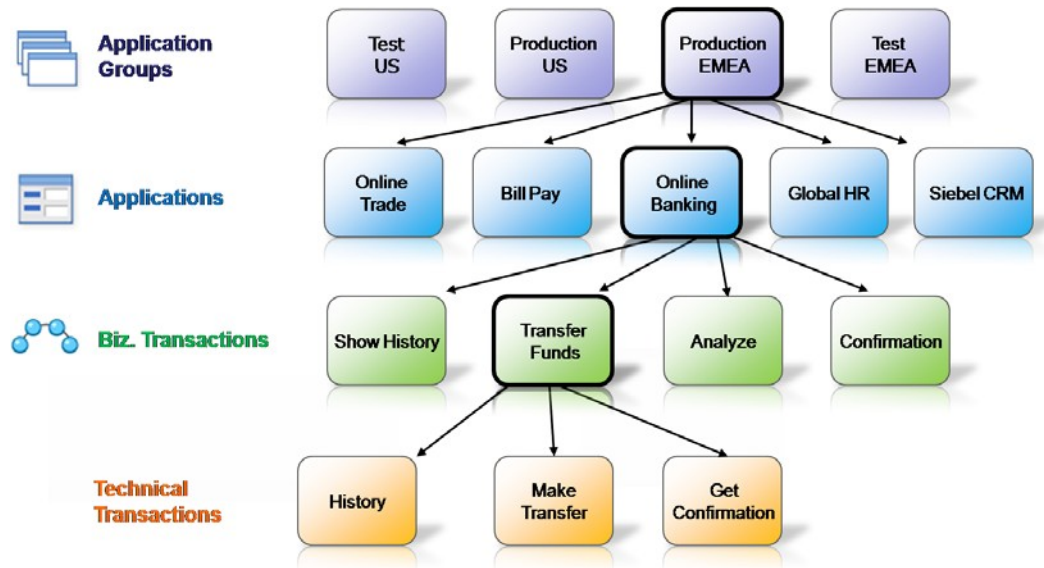 Application
Groups
Test
US
Production
US
Production
EMEA
Test
EMEA
Applications
Online
Trade
Bill Pay
Online
Banking
Global HR
Siebel CRM
Biz. Transactions
Show History
Transfer
Funds
Analyze
Confirmation
Technical
Transactions
History
Make
Transfer
Get
Confirmation